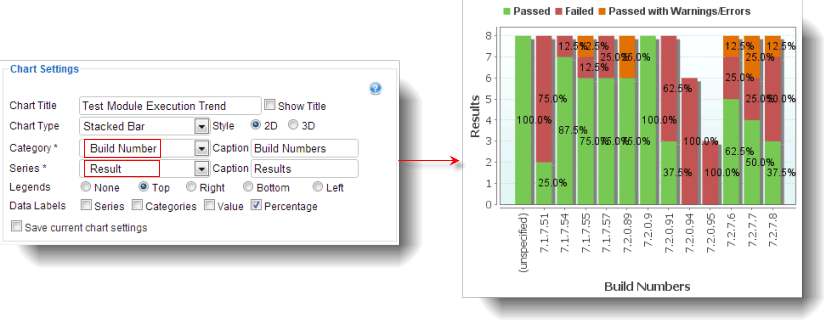 Chart Settings
Chart Title Test Module Execution Trend Show Title
Chart Type Stacked Bar Style 2D 3D
Category * Build Number Caption Build Numbers
Series * Result Caption Results
Legends None Top Right Bottom Left
Data Labels Series Categories Value Percentage
Save current chart settings
Passed Failed Passed with Warnings/Errors
Results
8
7
6
5
4
3
2
1
0
12.5% 12.5% 25.0% 25.0% 62.5% 12.5% 25.0% 12.5%
12.5% 25.0% 25.0%
75.0% 50.0%
100.0% 87.5% 75.0% 75.0% 75.0% 100.0% 100.0% 100.0% 62.5% 50.0%
25.0% 37.5% 37.5%
(unspecified)
7.1.7.51
7.1.7.54
7.1.7.55
7.1.7.57
7.2.0.89
7.2.0.9
7.2.0.91
7.2.0.94
7.2.0.95
7.2.7.6
7.2.7.7
7.2.7.8
Build Numbers